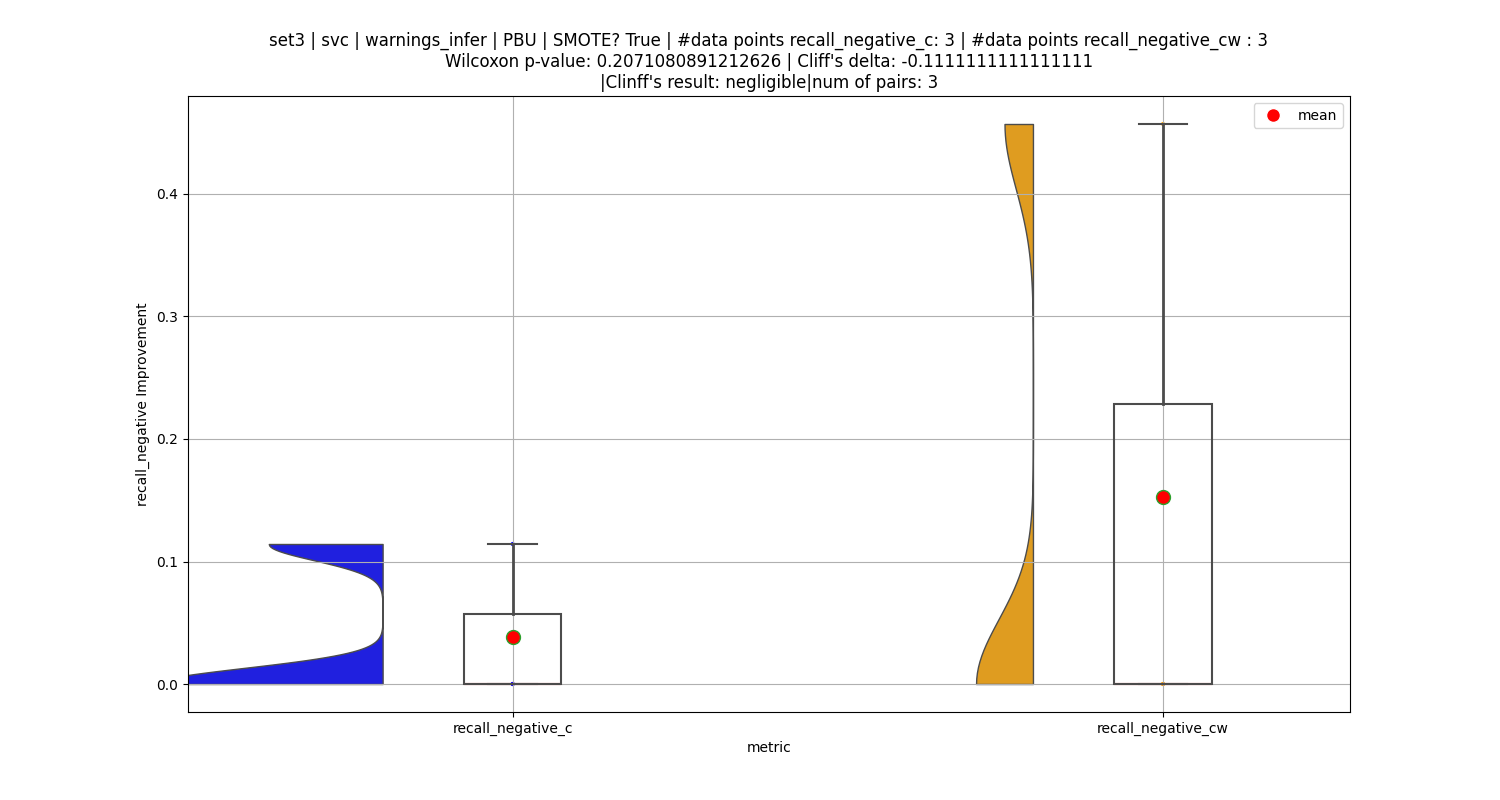 set3 | svc | warnings_infer | PBU | SMOTE? True | #data points recall_negative_c: 3 | #data points recall_negative_cw : 3
Wilcoxon p-value: 0.2071080891212626 | Cliff's delta: -0.1111111111111111
|Clinff's result: negligible|num of pairs: 3
mean
0.4
0.3
0.2
0.1
0.0
recall_negative Improvement
recall_negative_c
recall_negative_cw
metric